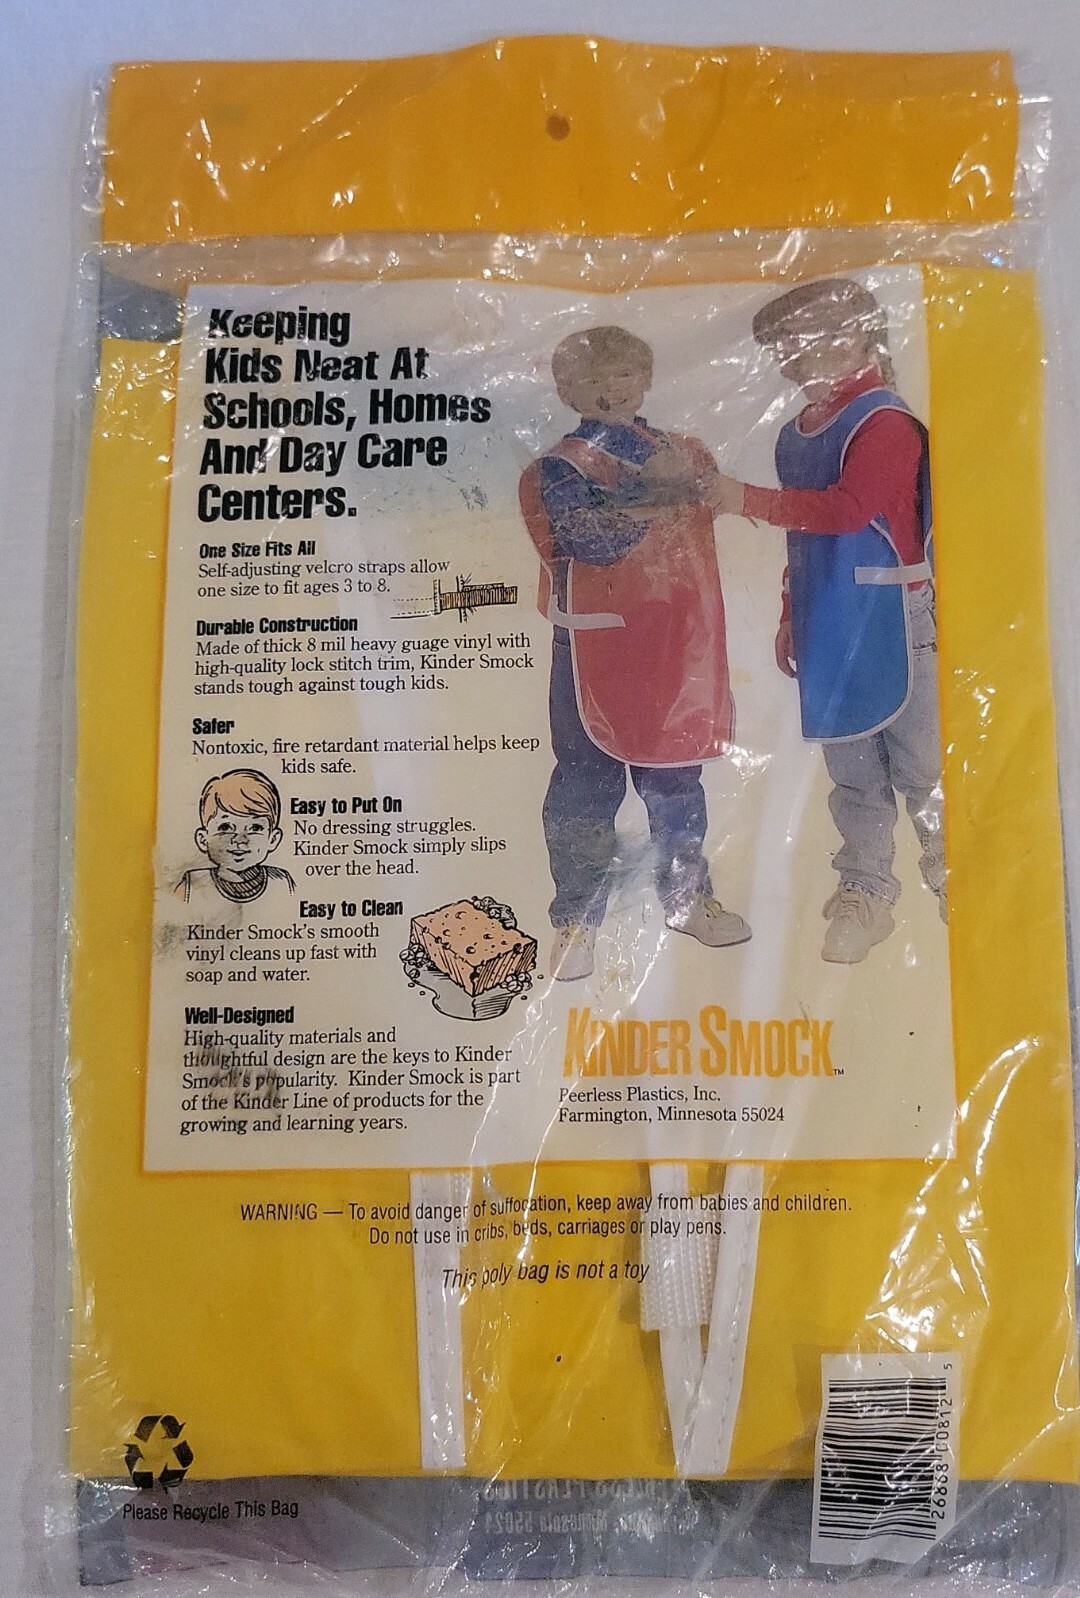 Keeping
Kids Neat At
Schools, Homes
And Day Care
Centers.
One Size Fits All
Self-adjusting velcro straps allow
one size to fit ages 3 to 8.
Durable Construction
Made of thick 8 mil heavy guage vinyl with
high-quality lock stitch trim, Kinder Smock
stands tough against tough kids.
Safer
Nontoxic, fire retardant material helps keep
kids safe.
Easy to Put On
No dressing struggles.
Kinder Smock simply slips
over the head.
Easy to Clean
Kinder Smock's smooth
vinyl cleans up fast with
soap and water.
Well-Designed
High-quality materials and
thoughtful design are the keys to Kinder
Smock's popularity. Kinder Smock is part
of the Kinder Line of products for the
growing and learning years.
KINDER SMOCK™
Peerless Plastics, Inc.
Farmington, Minnesota 55024
WARNING — To avoid danger of suffocation, keep away from babies and children.
Do not use in cribs, beds, carriages or play pens.
This poly bag is not a toy
Please Recycle This Bag
26868 00812 5
Minnesota 55024